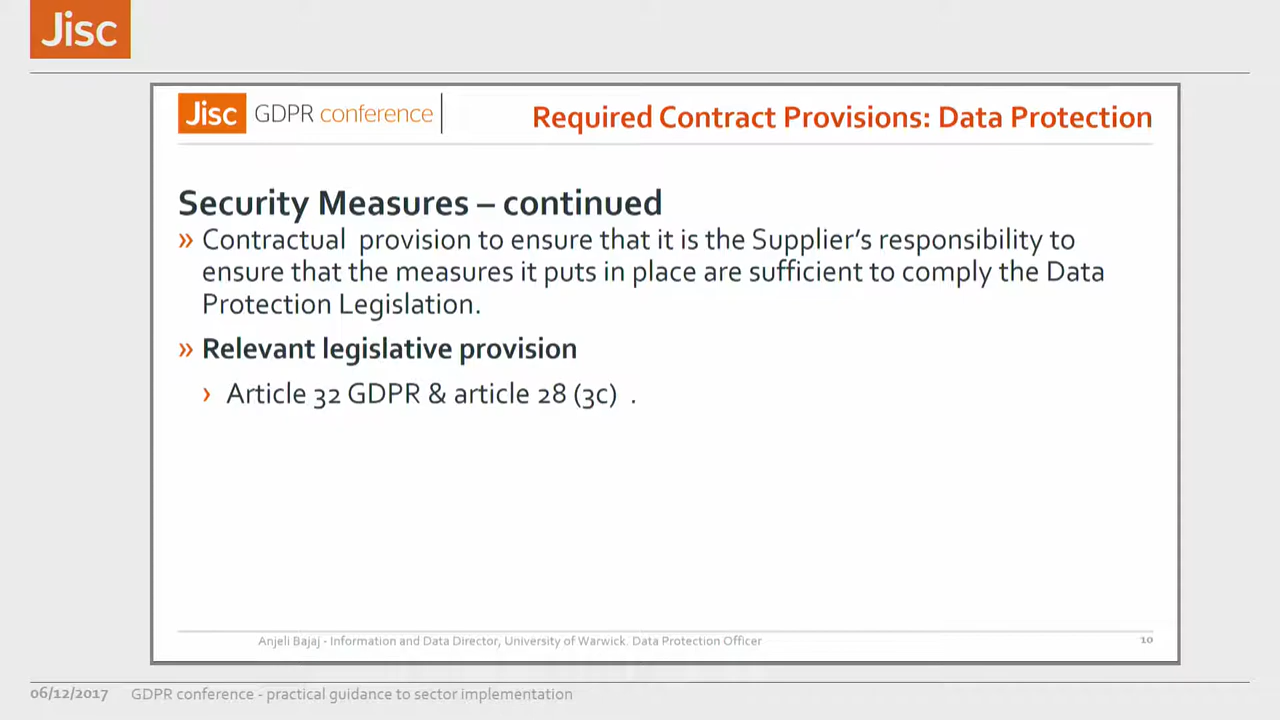 Jisc
Jisc GDPR conference
Required Contract Provisions: Data Protection
Security Measures – continued
» Contractual provision to ensure that it is the Supplier's responsibility to
ensure that the measures it puts in place are sufficient to comply the Data
Protection Legislation.
» Relevant legislative provision
› Article 32 GDPR & article 28 (3c) .
Anjeli Bajaj - Information and Data Director, University of Warwick. Data Protection Officer
10
06/12/2017 GDPR conference - practical guidance to sector implementation